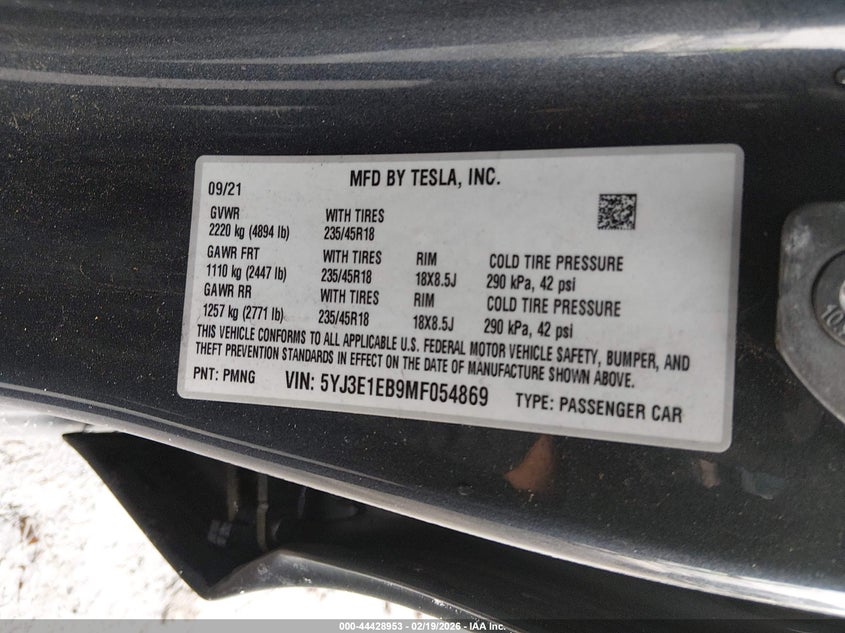 MFD BY TESLA, INC.
09/21
GVWR WITH TIRES
2220 kg (4894 lb) 235/45R18
GAWR FRT WITH TIRES RIM COLD TIRE PRESSURE
1110 kg (2447 lb) 235/45R18 18X8.5J 290 kPa, 42 psi
GAWR RR WITH TIRES RIM COLD TIRE PRESSURE
1257 kg (2771 lb) 235/45R18 18X8.5J 290 kPa, 42 psi
THIS VEHICLE CONFORMS TO ALL APPLICABLE U.S. FEDERAL MOTOR VEHICLE SAFETY, BUMPER, AND
THEFT PREVENTION STANDARDS IN EFFECT ON THE DATE OF MANUFACTURE SHOWN ABOVE.
PNT: PMNG VIN: 5YJ3E1EB9MF054869 TYPE: PASSENGER CAR
000-44428953 - 02/19/2026 - IAA Inc.